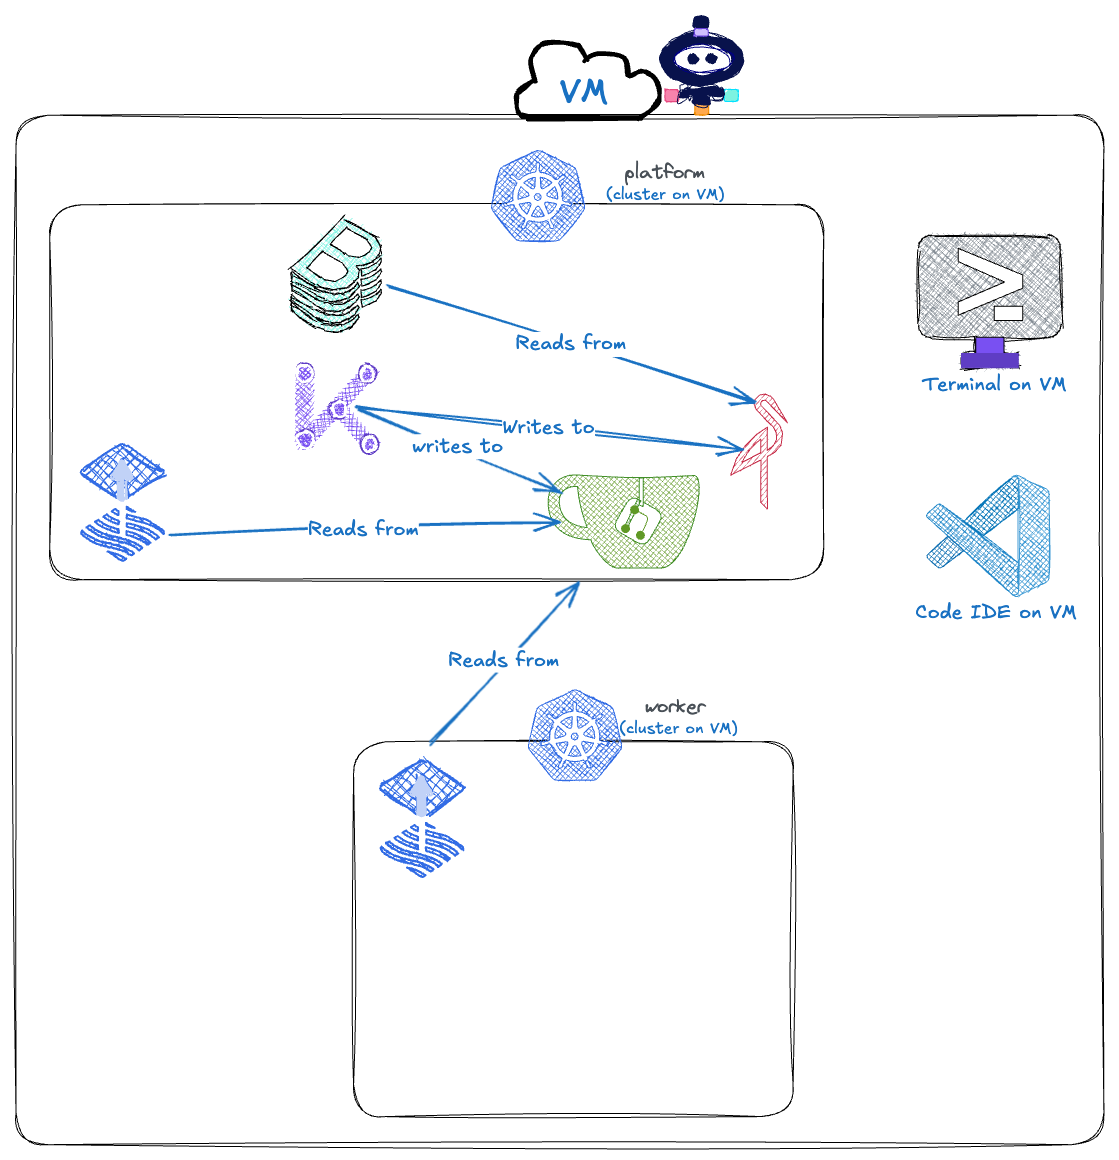 VM
platform
(cluster on VM)
Reads from
Terminal on VM
Writes to
writes to
Reads from
Code IDE on VM
Reads from
worker
(cluster on VM)